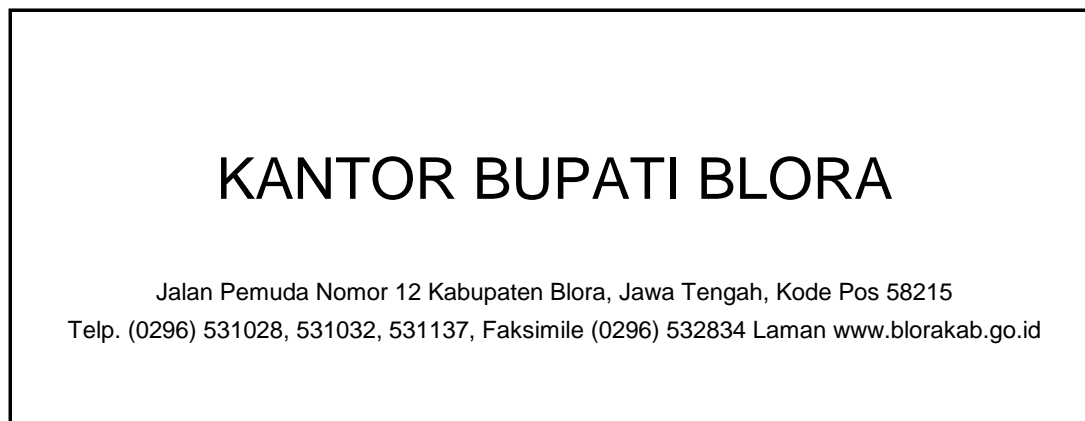 KANTOR BUPATI BLORA
Jalan Pemuda Nomor 12 Kabupaten Blora, Jawa Tengah, Kode Pos 58215
Telp. (0296) 531028, 531032, 531137, Faksimile (0296) 532834 Laman www.blorakab.go.id